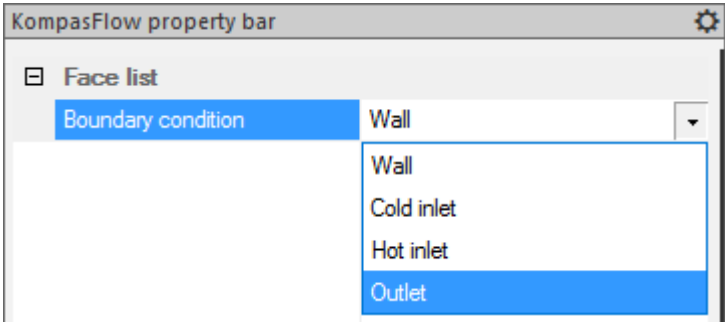 KompasFlow property bar
Face list
Boundary condition Wall
Wall
Cold inlet
Hot inlet
Outlet